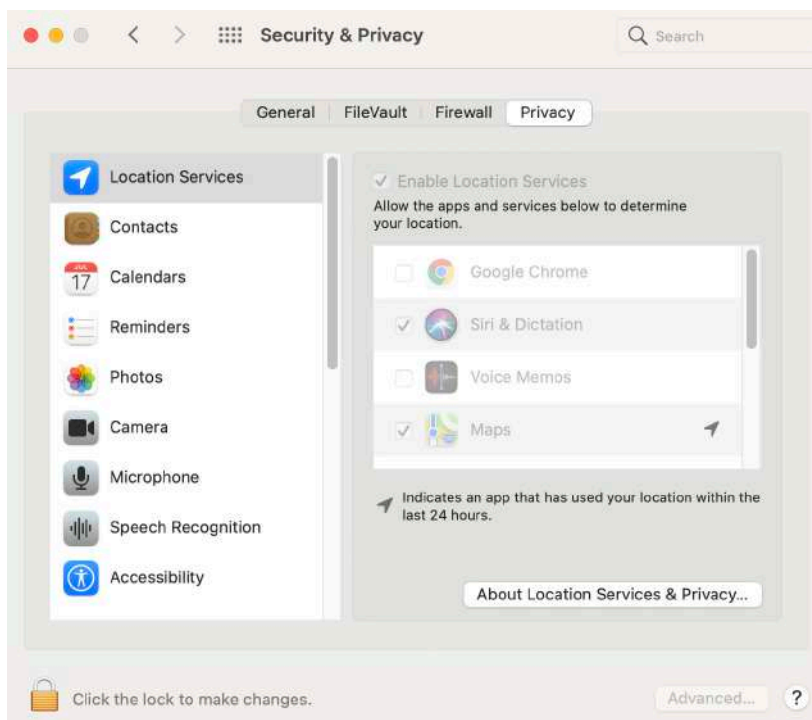 Security & Privacy
Search
General
FileVault
Firewall
Privacy
Location Services
Contacts
JUL
17
Calendars
Reminders
Photos
Camera
Microphone
Speech Recognition
Accessibility
Enable Location Services
Allow the apps and services below to determine
your location.
Google Chrome
Siri & Dictation
Voice Memos
Maps
Indicates an app that has used your location within the
last 24 hours.
About Location Services & Privacy...
Click the lock to make changes.
Advanced...
?